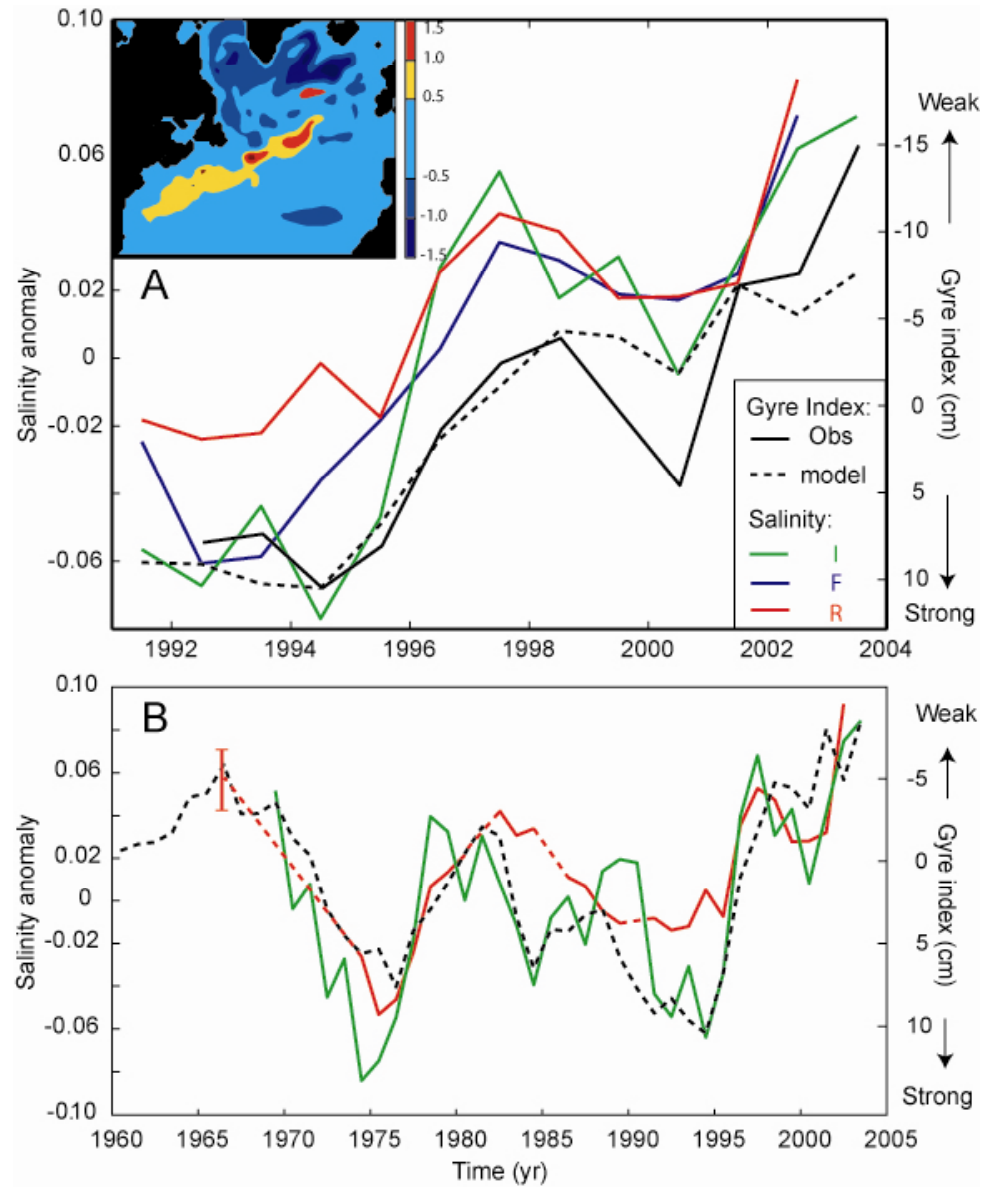 0.10
0.06
0.02
0
-0.02
-0.06
Salinity anomaly
1.5
1.0
0.5
-0.5
-1.0
-1.5
A
Weak
-15
-10
-5
0
5
10
Strong
Gyre index (cm)
Gyre Index:
Obs
model
Salinity:
I
F
R
1992 1994 1996 1998 2000 2002 2004
0.10
0.06
0.02
0
-0.02
-0.06
-0.10
Salinity anomaly
B
Weak
-5
0
5
10
Strong
Gyre index (cm)
1960 1965 1970 1975 1980 1985 1990 1995 2000 2005
Time (yr)